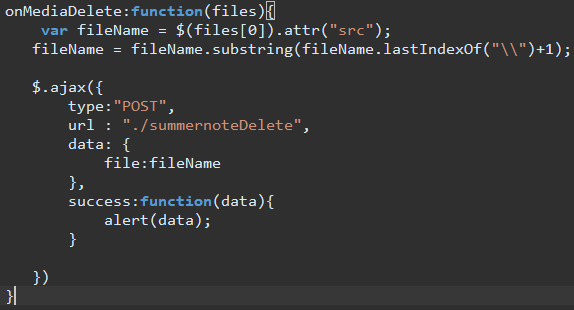 onMediaDelete:function(files){
var fileName = $(files[0]).attr("src");
fileName = fileName.substring(fileName.lastIndexOf("\\")+1);
$.ajax({
type:"POST",
url : "./summernoteDelete",
data: {
file:fileName
},
success:function(data){
alert(data);
}
})
}